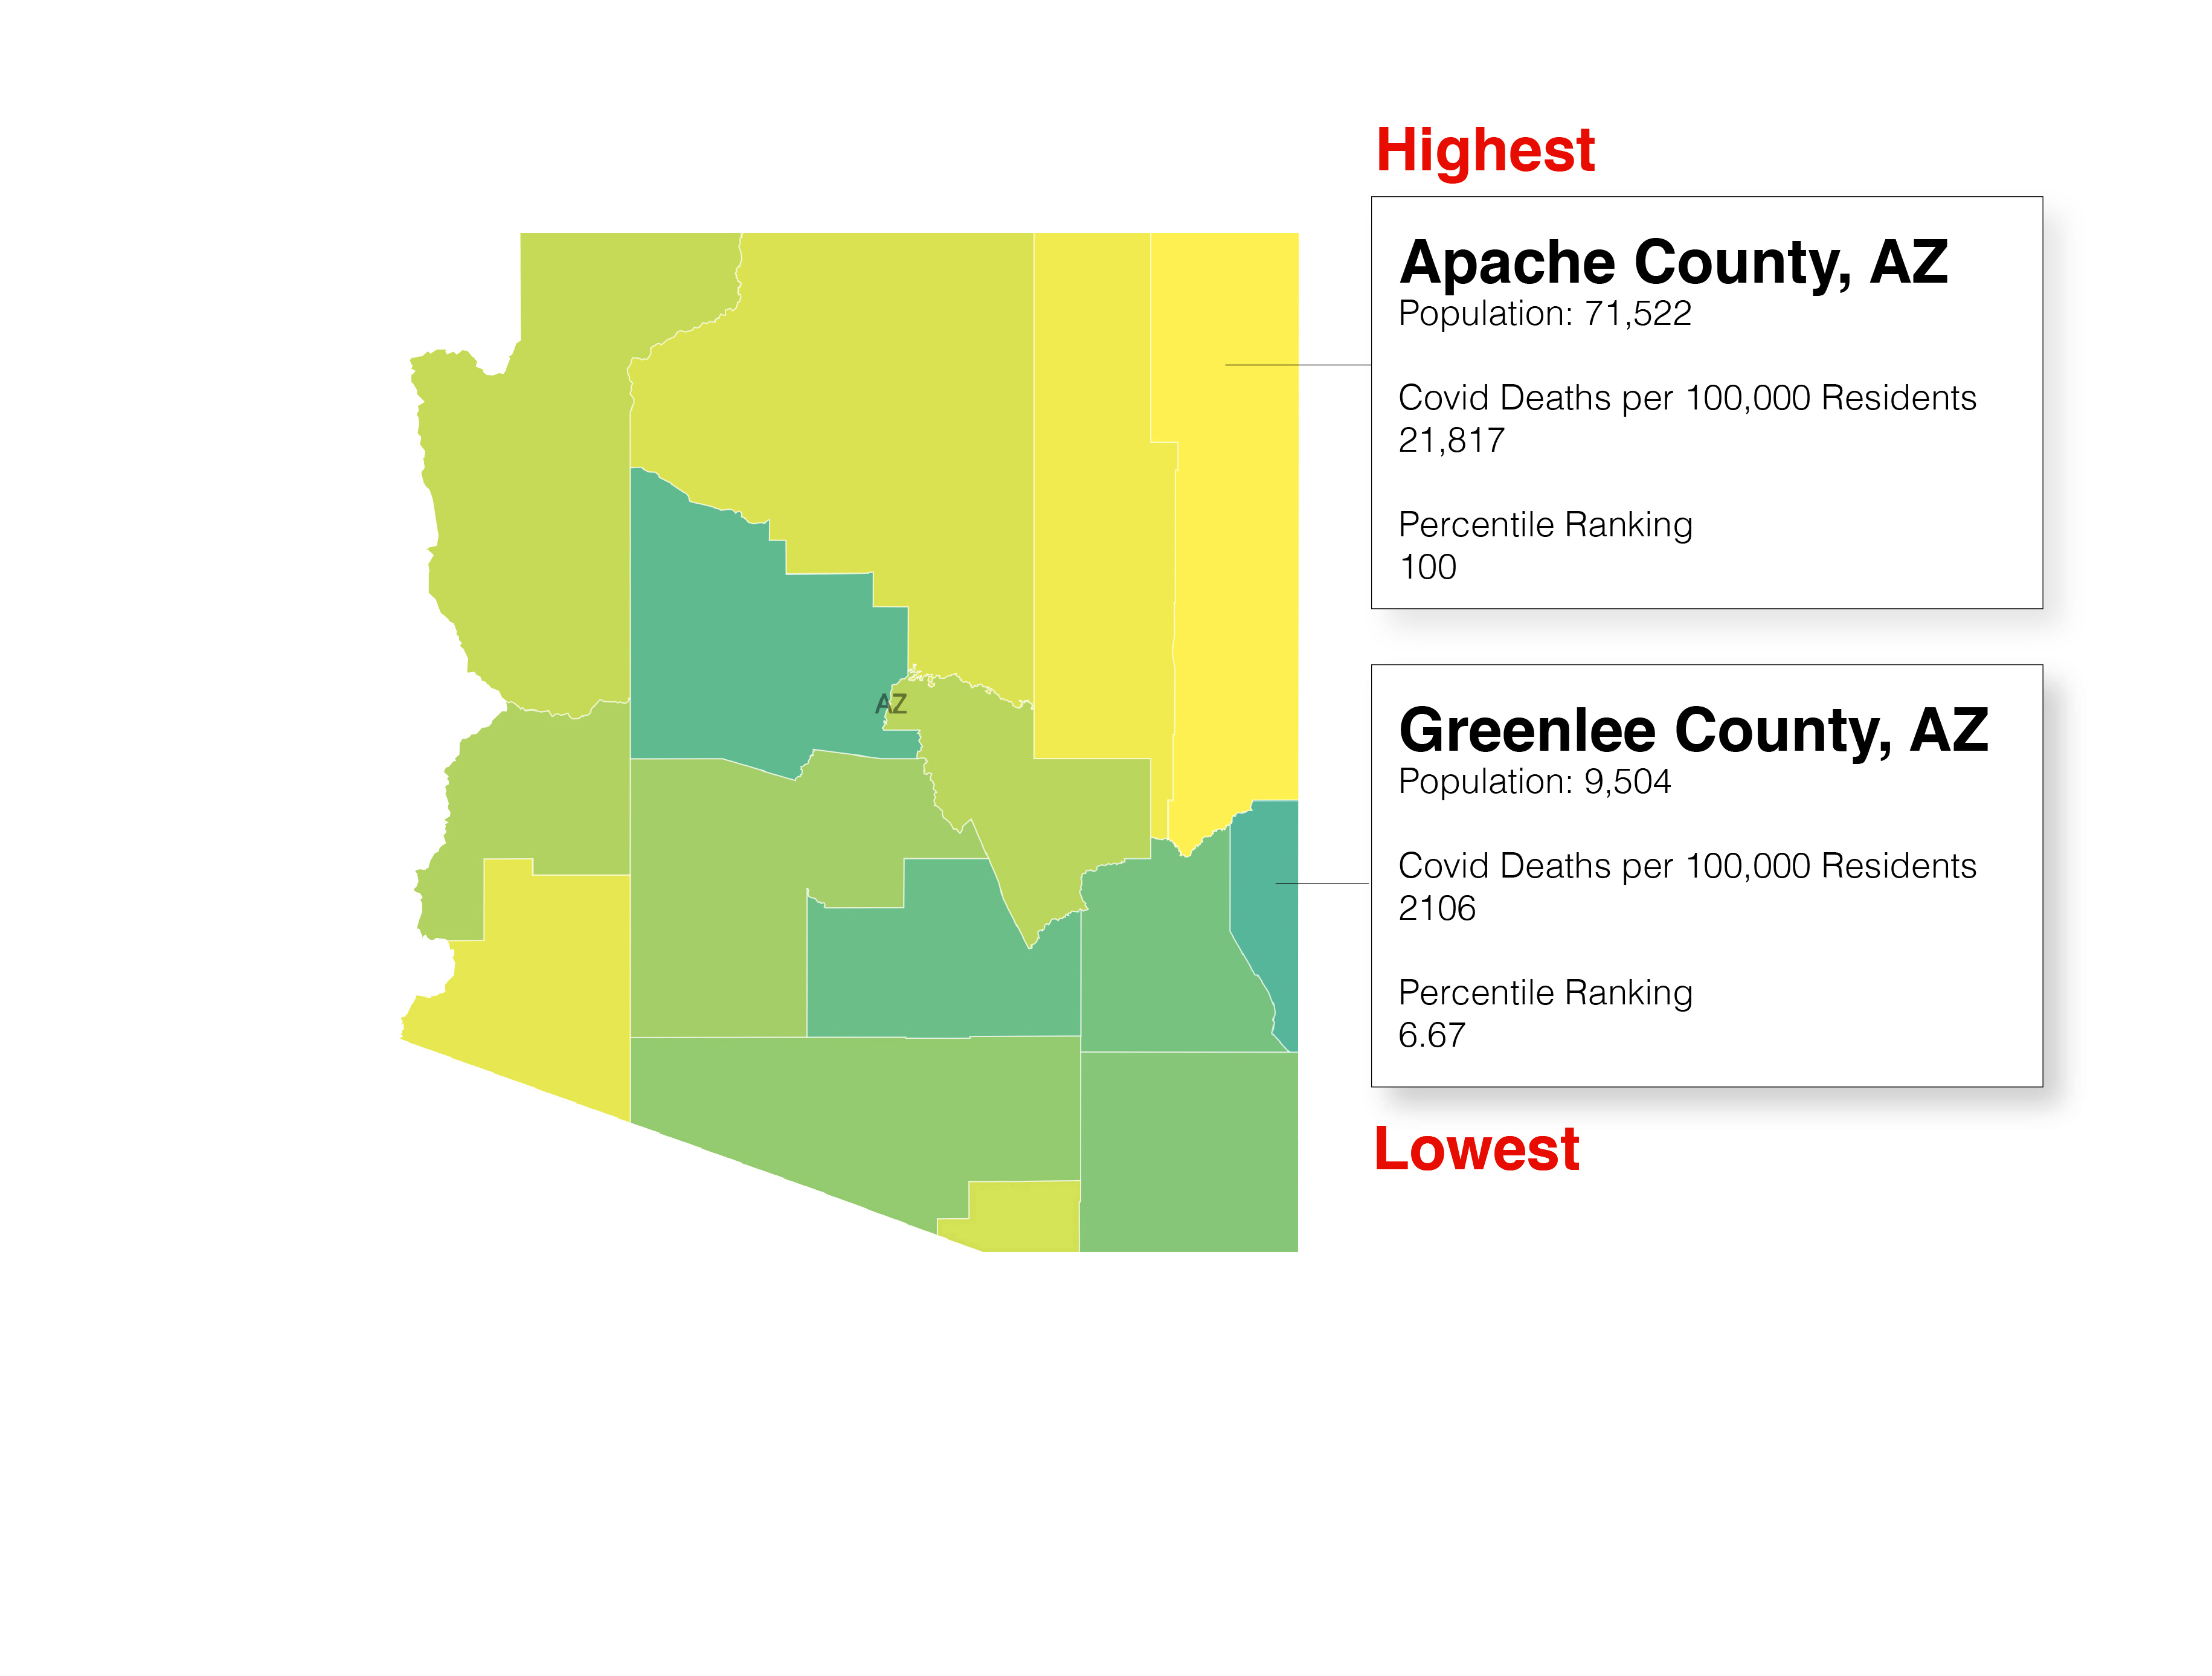 Highest
Apache County, AZ
Population: 71,522
Covid Deaths per 100,000 Residents
21,817
Percentile Ranking
100
AZ
Greenlee County, AZ
Population: 9,504
Covid Deaths per 100,000 Residents
2106
Percentile Ranking
6.67
Lowest